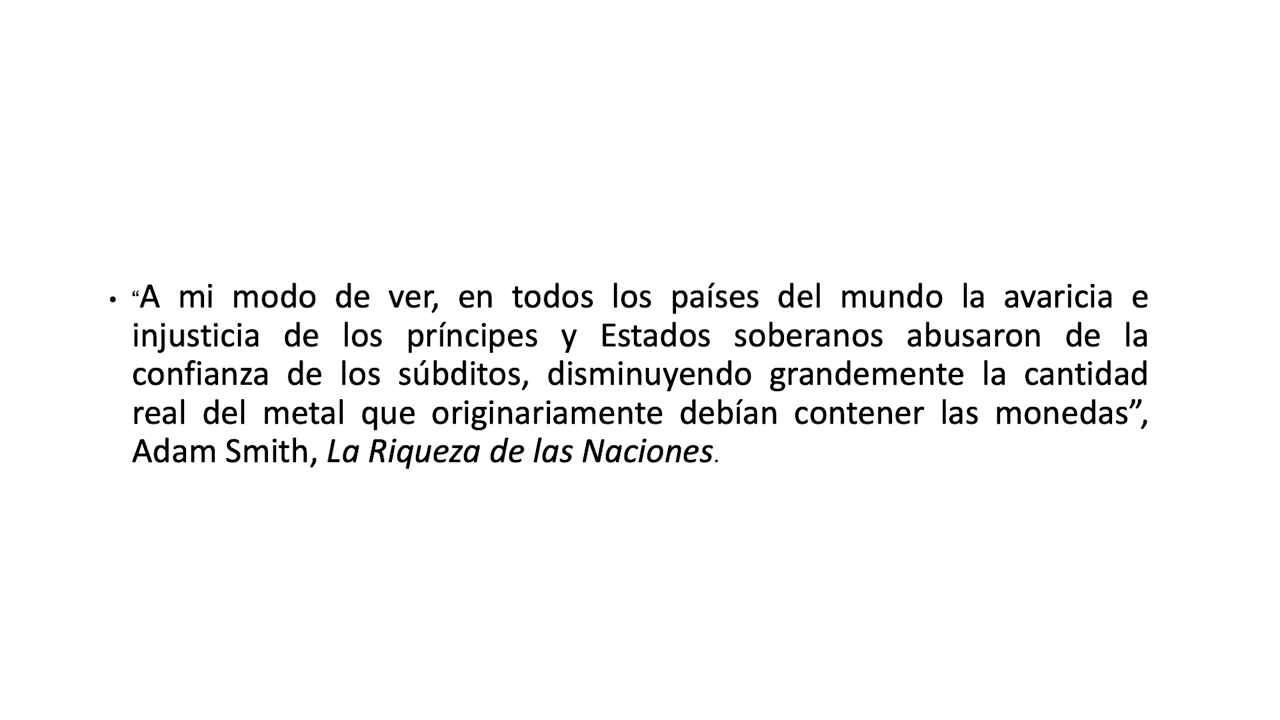 • “A mi modo de ver, en todos los países del mundo la avaricia e
injusticia de los príncipes y Estados soberanos abusaron de la
confianza de los súbditos, disminuyendo grandemente la cantidad
real del metal que originariamente debían contener las monedas”,
Adam Smith, La Riqueza de las Naciones.